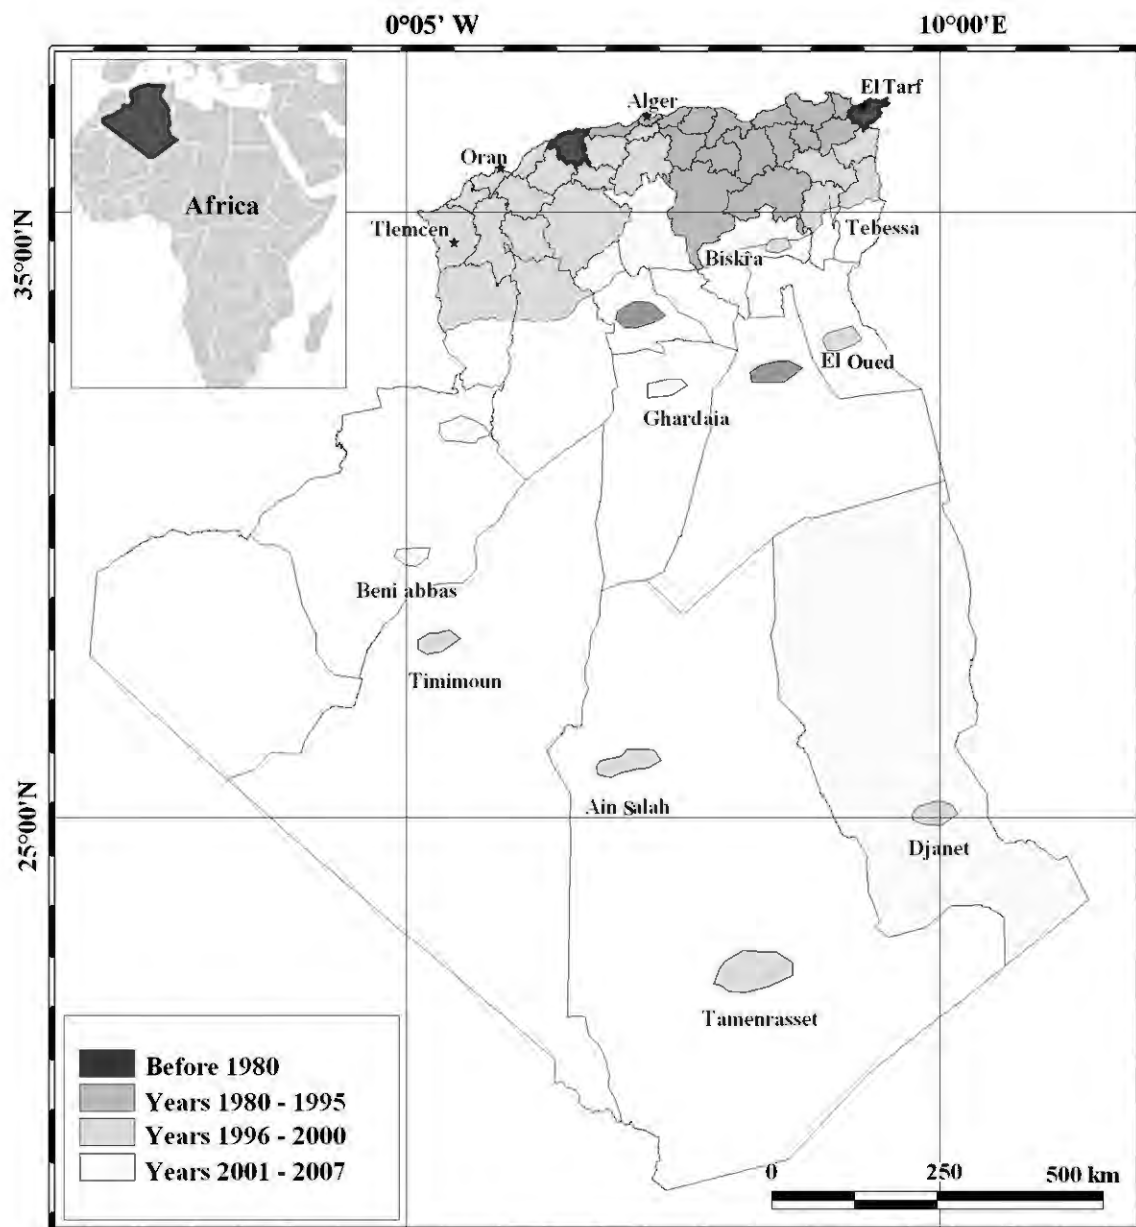 0°05' W
10°00'E
El Tarf
Alger
Oran
Africa
35°00'N
Tlemcen
Tebessa
Biskra
El Oued
Ghardaia
Beni abbas
Timimoun
Ain Salah
25°00'N
Djanet
Tamenrasset
Before 1980
Years 1980 - 1995
Years 1996 - 2000
Years 2001 - 2007
0 250 500 km